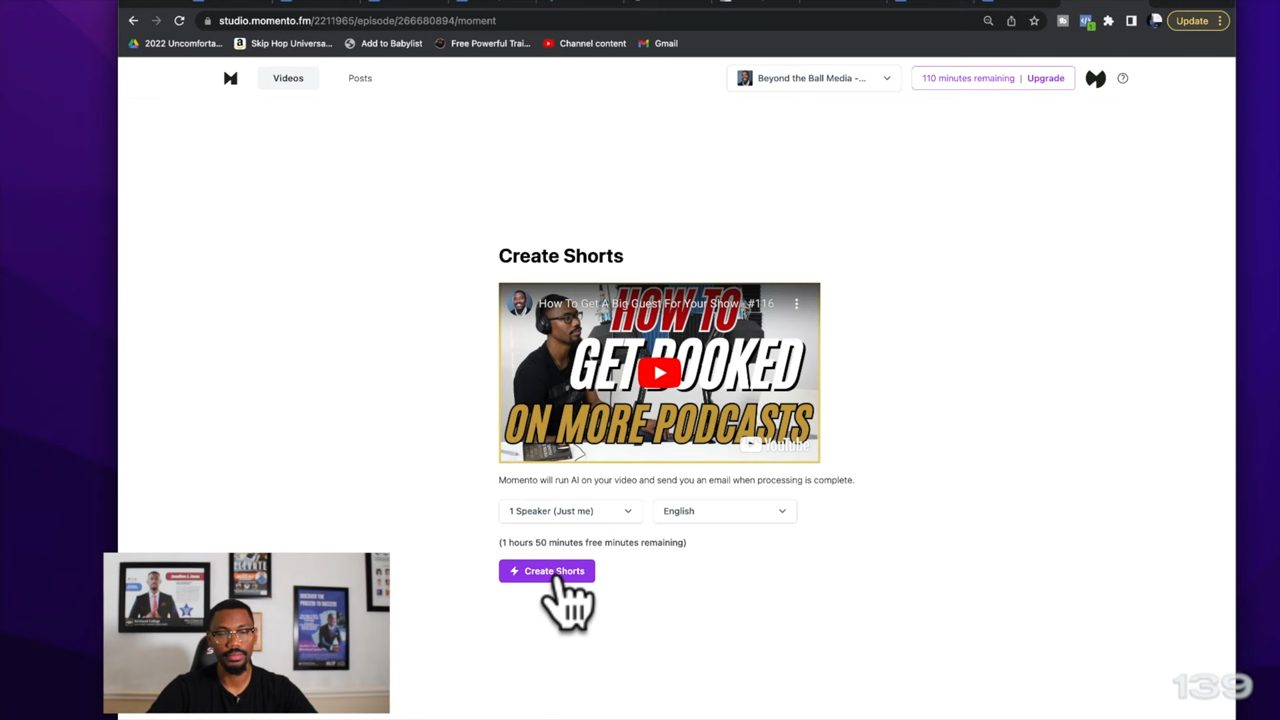 studio.momento.fm/2211965/episode/266680894/moment
Update
2022 Uncomforta... Skip Hop Universa... Add to Babylist Free Powerful Trai... Channel content Gmail
Videos Posts Beyond the Ball Media -... 110 minutes remaining | Upgrade
Create Shorts
How To Get A Big Guest For Your Show... #116
HOW TO
GET BOOKED
ON MORE PODCASTS
YouTube
Momento will run AI on your video and send you an email when processing is complete.
1 Speaker (Just me) English
(1 hours 50 minutes free minutes remaining)
Create Shorts
139